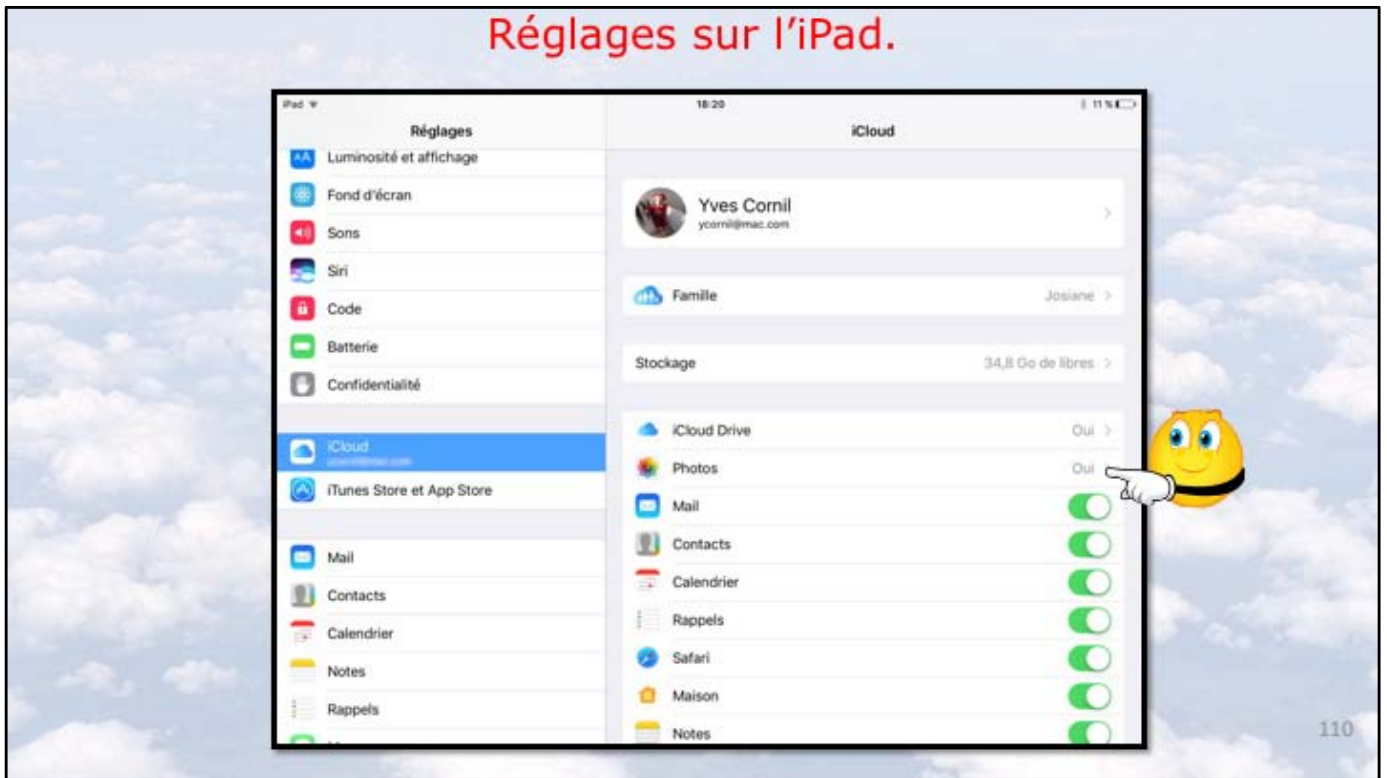 Réglages sur l'iPad.
iPad 18:20 11 %
Réglages
iCloud
Luminosité et affichage
Fond d'écran
Sons
Siri
Code
Batterie
Confidentialité
iCloud
iTunes Store et App Store
Mail
Contacts
Calendrier
Notes
Rappels
Yves Cornil
ycornil@mac.com
Famille Josiane
Stockage 34,8 Go de libres
iCloud Drive Oui
Photos Oui
Mail
Contacts
Calendrier
Rappels
Safari
Maison
Notes
110